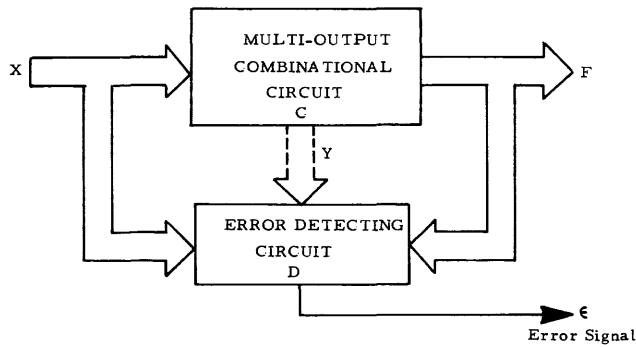 MULTI-OUTPUT
COMBINATIONAL
CIRCUIT
C
X
F
Y
ERROR DETECTING
CIRCUIT
D
ϵ
Error Signal